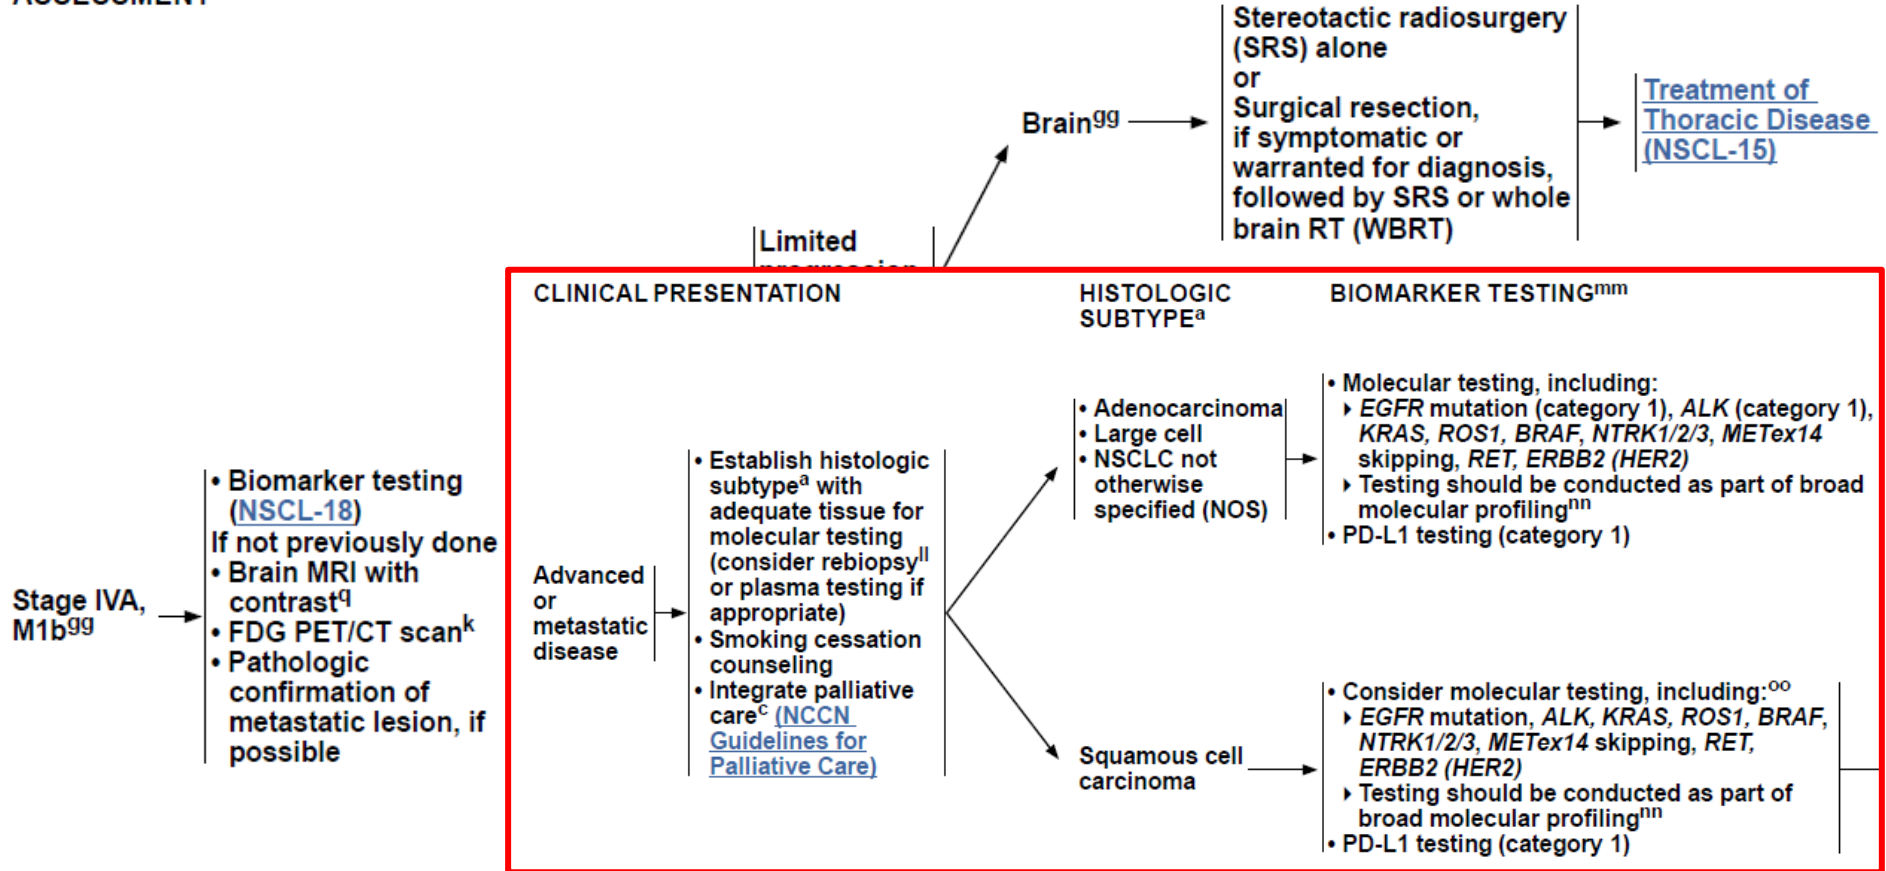 Stereotactic radiosurgery
(SRS) alone
or
Surgical resection,
if symptomatic or
warranted for diagnosis,
followed by SRS or whole
brain RT (WBRT)
Treatment of
Thoracic Disease
(NSCL-15)
Brain^gg
Limited
Stage IVA,
M1b^gg
• Biomarker testing
(NSCL-18)
If not previously done
• Brain MRI with
contrast^q
• FDG PET/CT scan^k
• Pathologic
confirmation of
metastatic lesion, if
possible
CLINICAL PRESENTATION
HISTOLOGIC
SUBTYPE^a
BIOMARKER TESTING^mm
Advanced
or
metastatic
disease
• Establish histologic
subtype^a with
adequate tissue for
molecular testing
(consider rebiopsy^ll
or plasma testing if
appropriate)
• Smoking cessation
counseling
• Integrate palliative
care^c (NCCN
Guidelines for
Palliative Care)
• Adenocarcinoma
• Large cell
• NSCLC not
otherwise
specified (NOS)
• Molecular testing, including:
▸ EGFR mutation (category 1), ALK (category 1),
KRAS, ROS1, BRAF, NTRK1/2/3, METex14
skipping, RET, ERBB2 (HER2)
▸ Testing should be conducted as part of broad
molecular profiling^nn
• PD-L1 testing (category 1)
Squamous cell
carcinoma
• Consider molecular testing, including:^oo
▸ EGFR mutation, ALK, KRAS, ROS1, BRAF,
NTRK1/2/3, METex14 skipping, RET,
ERBB2 (HER2)
▸ Testing should be conducted as part of
broad molecular profiling^nn
• PD-L1 testing (category 1)